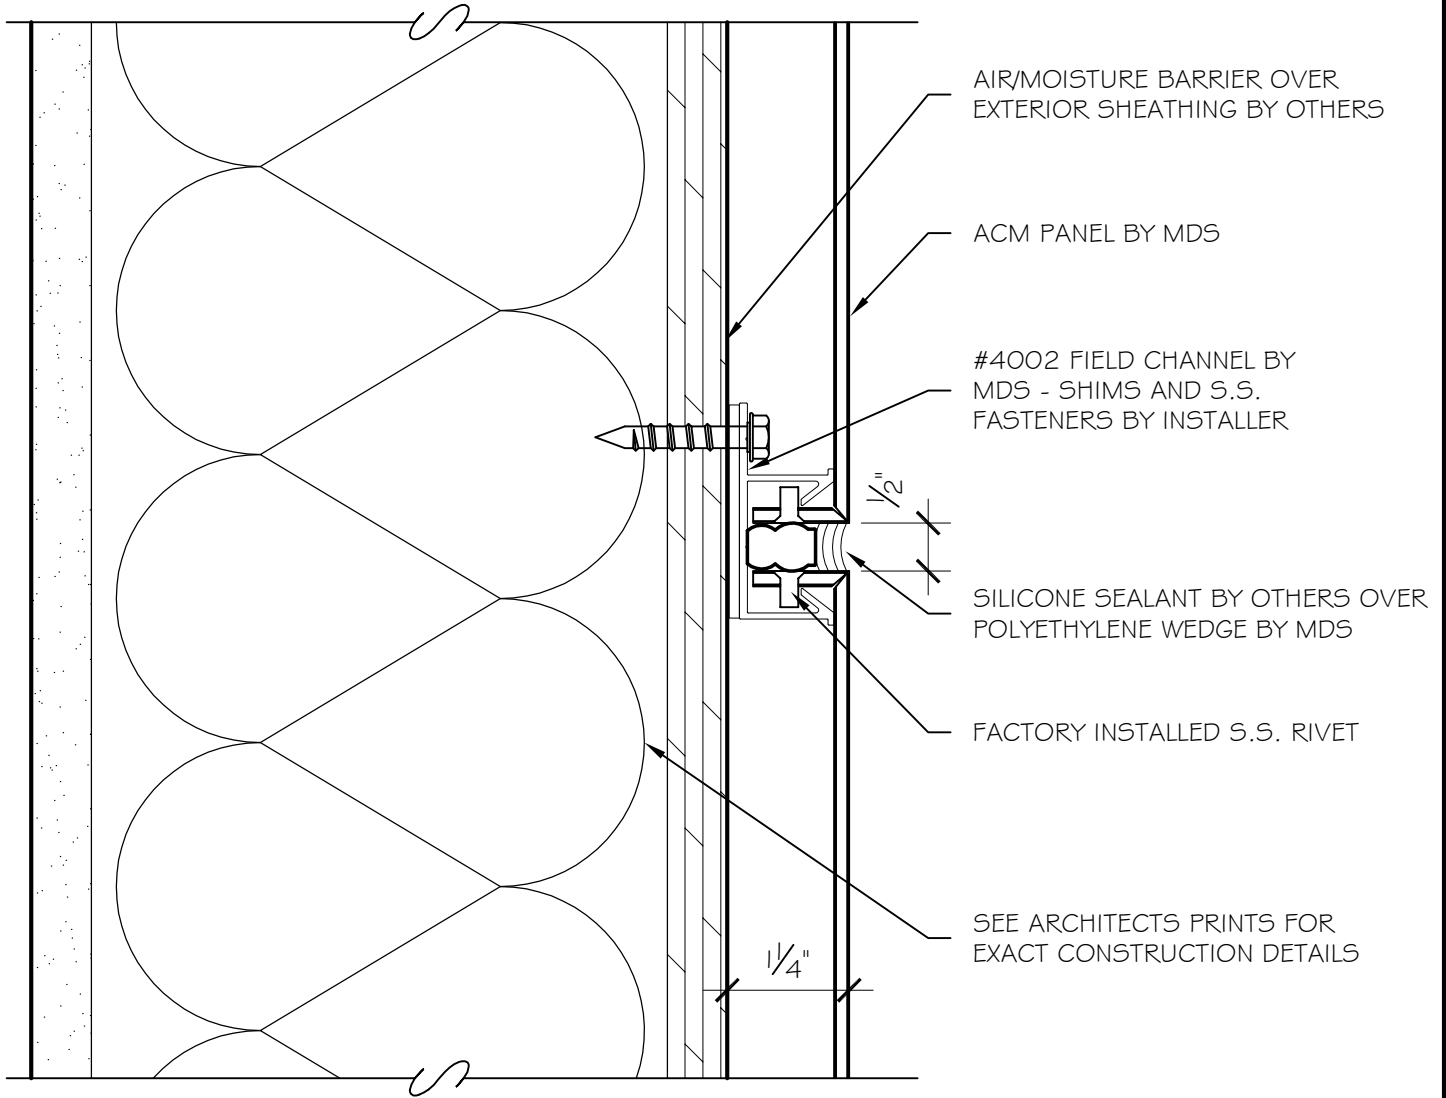 AIR/MOISTURE BARRIER OVER
EXTERIOR SHEATHING BY OTHERS
ACM PANEL BY MDS
#4002 FIELD CHANNEL BY
MDS - SHIMS AND S.S.
FASTENERS BY INSTALLER
1/2"
SILICONE SEALANT BY OTHERS OVER
POLYETHYLENE WEDGE BY MDS
FACTORY INSTALLED S.S. RIVET
SEE ARCHITECTS PRINTS FOR
EXACT CONSTRUCTION DETAILS
1 1/4"